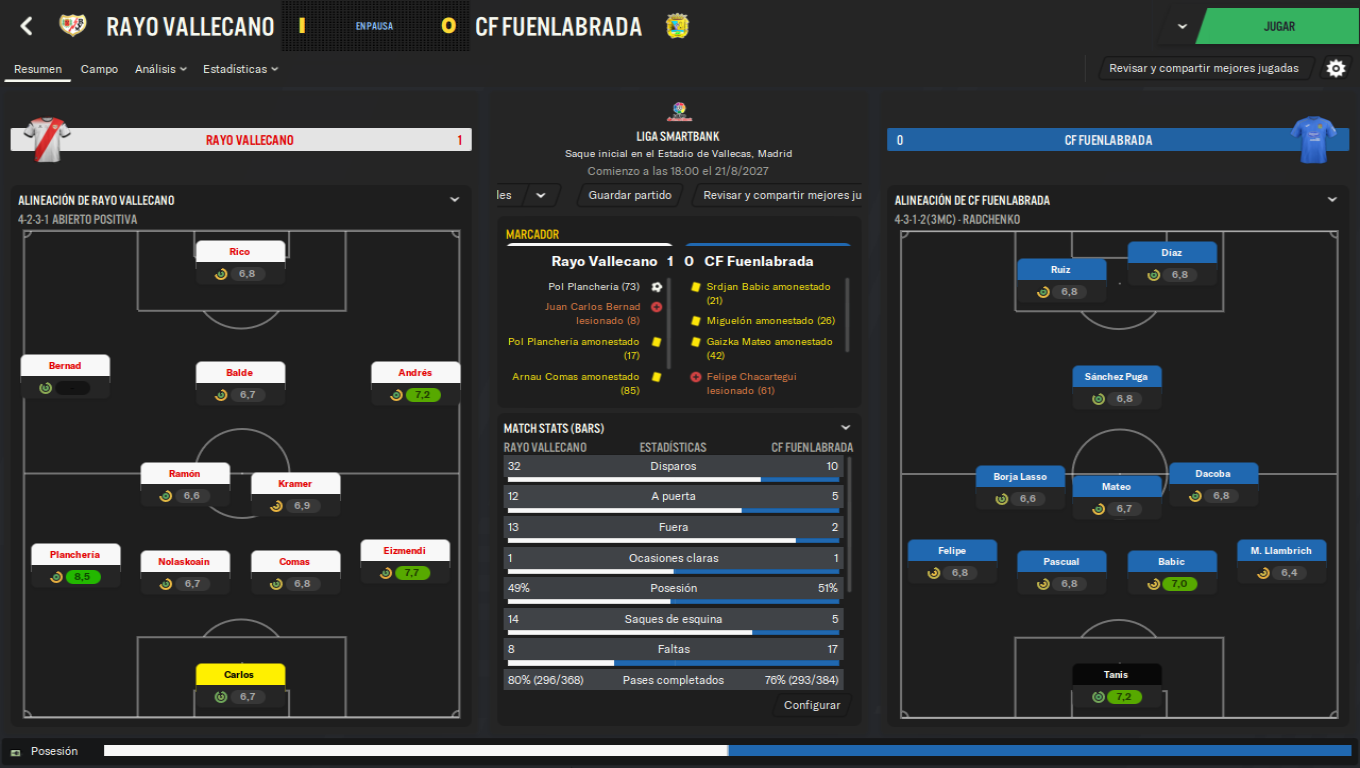 RAYO VALLECANO
1
EN PAUSA
0
CF FUENLABRADA
JUGAR
Resumen
Campo
Análisis
Estadísticas
Revisar y compartir mejores jugadas
RAYO VALLECANO
1
LIGA SMARTBANK
Saque inicial en el Estadio de Vallecas, Madrid
Comienzo a las 18:00 el 21/8/2027
les
Guardar partido
Revisar y compartir mejores ju
0
CF FUENLABRADA
ALINEACIÓN DE RAYO VALLECANO
4-2-3-1 ABIERTO POSITIVA
Rico
6,8
Bernad
Balde
6,7
Andrés
7,2
Ramón
6,6
Kramer
6,9
Planchería
8,5
Nolaskoain
6,7
Comas
6,8
Eizmendi
7,7
Carlos
6,7
MARCADOR
Rayo Vallecano 1 0 CF Fuenlabrada
Pol Planchería (73)
Juan Carlos Bernad
lesionado (8)
Pol Planchería amonestado
(17)
Arnau Comas amonestado
(85)
Srdjan Babic amonestado
(21)
Miguelón amonestado (26)
Gaizka Mateo amonestado
(42)
Felipe Chacartegui
lesionado (61)
MATCH STATS (BARS)
RAYO VALLECANO ESTADÍSTICAS CF FUENLABRADA
32 Disparos 10
12 A puerta 5
13 Fuera 2
1 Ocasiones claras 1
49% Posesión 51%
14 Saques de esquina 5
8 Faltas 17
80% (296/368) Pases completados 76% (293/384)
Configurar
ALINEACIÓN DE CF FUENLABRADA
4-3-1-2(3MC) - RADCHENKO
Ruiz
6,8
Díaz
6,8
Sánchez Puga
6,8
Borja Lasso
6,6
Mateo
6,7
Dacoba
6,8
Felipe
6,8
Pascual
6,8
Babic
7,0
M. Llambrich
6,4
Tanis
7,2
Posesión